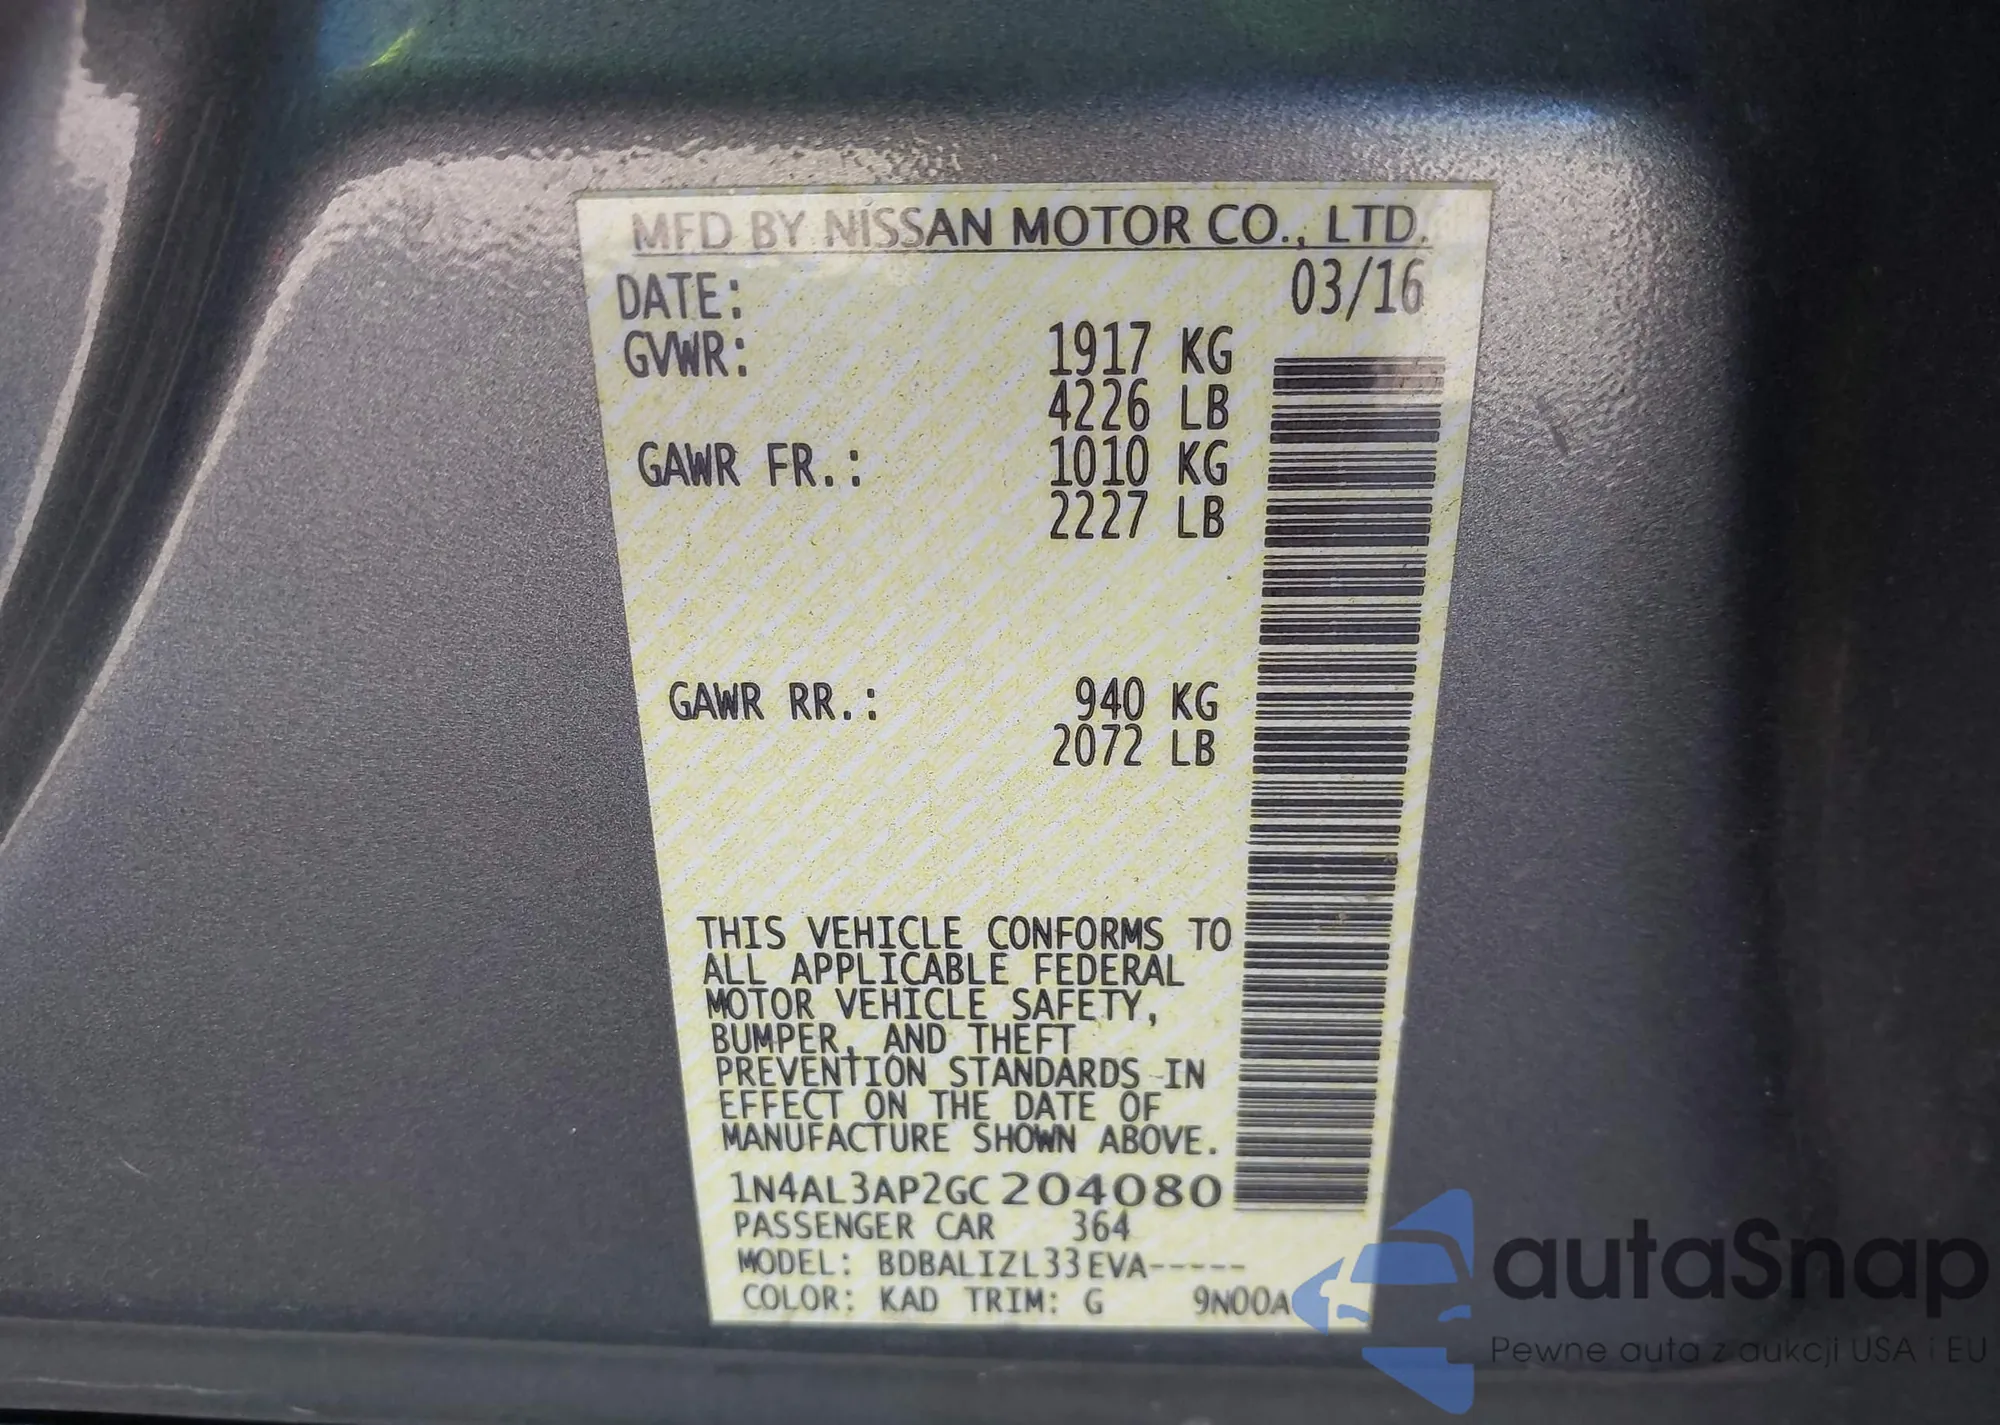 MFD BY NISSAN MOTOR CO., LTD.
DATE: 03/16
GVWR: 1917 KG
4226 LB
GAWR FR.: 1010 KG
2227 LB
GAWR RR.: 940 KG
2072 LB
THIS VEHICLE CONFORMS TO
ALL APPLICABLE FEDERAL
MOTOR VEHICLE SAFETY,
BUMPER, AND THEFT
PREVENTION STANDARDS IN
EFFECT ON THE DATE OF
MANUFACTURE SHOWN ABOVE.
1N4AL3AP2GC204080
PASSENGER CAR 364
MODEL: BDBALIZL33EVA-----
COLOR: KAD TRIM: G 9N00A
autaSnap
Pewne auta z aukcji USA i EU